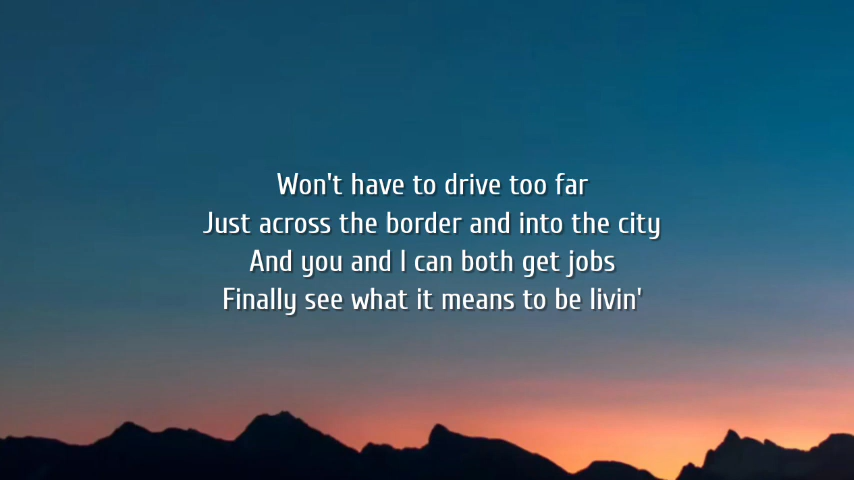 Won't have to drive too far
Just across the border and into the city
And you and I can both get jobs
Finally see what it means to be livin'